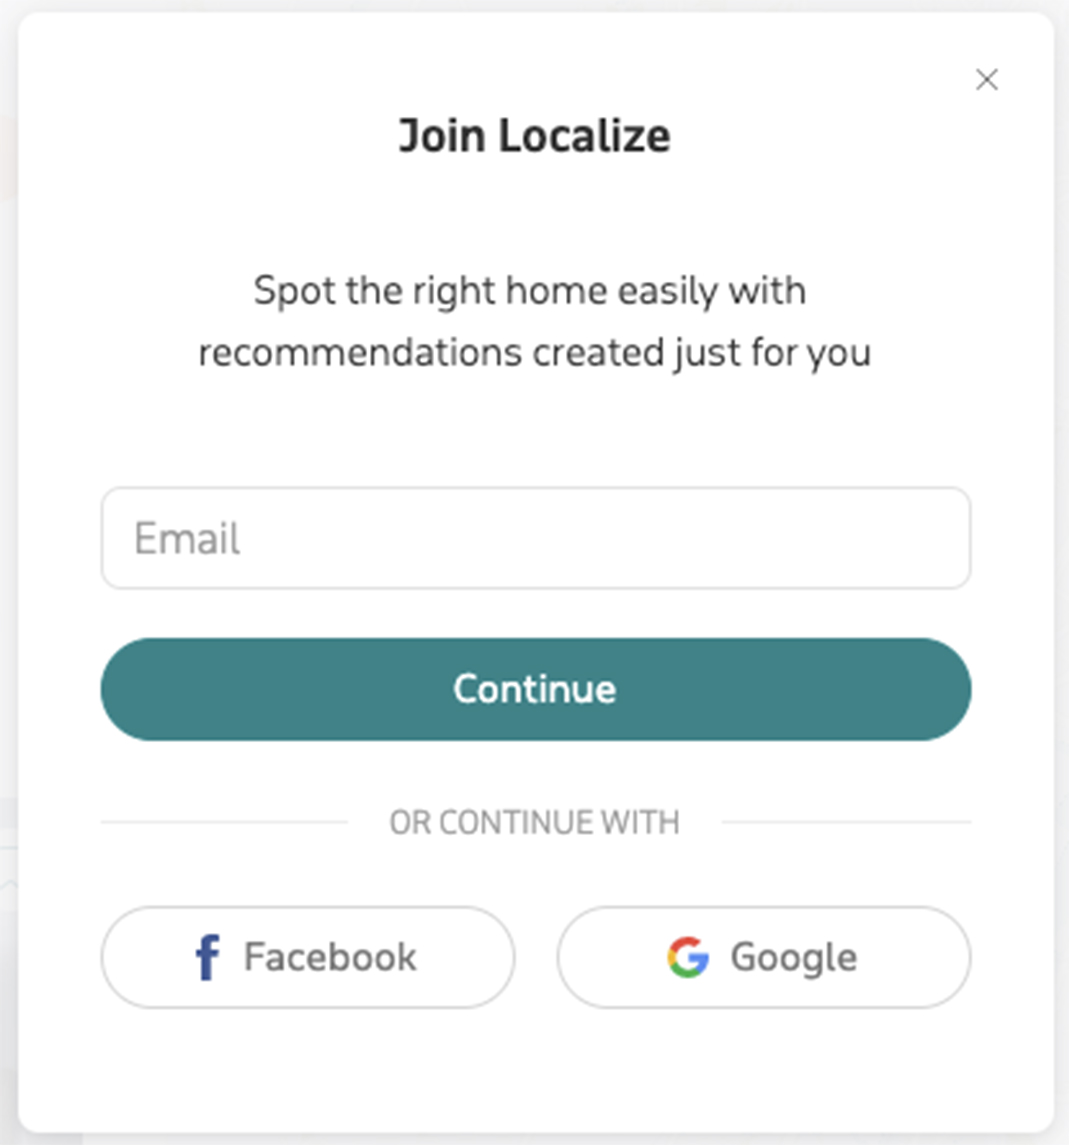 Join Localize
Spot the right home easily with
recommendations created just for you
Email
Continue
OR CONTINUE WITH
Facebook
Google